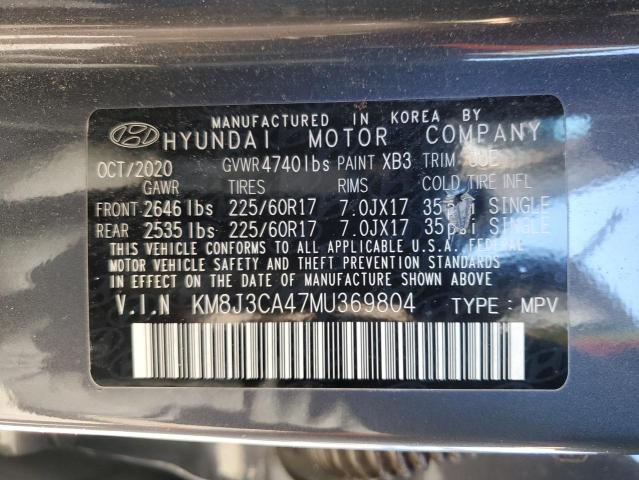 MANUFACTURED IN KOREA BY
HYUNDAI MOTOR COMPANY
OCT/2020 GVWR 4740lbs PAINT XB3 TRIM
GAWR TIRES RIMS COLD TIRE INFL
FRONT 2646 lbs 225/60R17 7.0JX17 35 SINGLE
REAR 2535 lbs 225/60R17 7.0JX17 35psi SINGLE
THIS VEHICLE CONFORMS TO ALL APPLICABLE U.S.A. FEDERAL
MOTOR VEHICLE SAFETY AND THEFT PREVENTION STANDARDS
IN EFFECT ON THE DATE OF MANUFACTURE SHOWN ABOVE.
V.I.N KM8J3CA47MU369804 TYPE : MPV